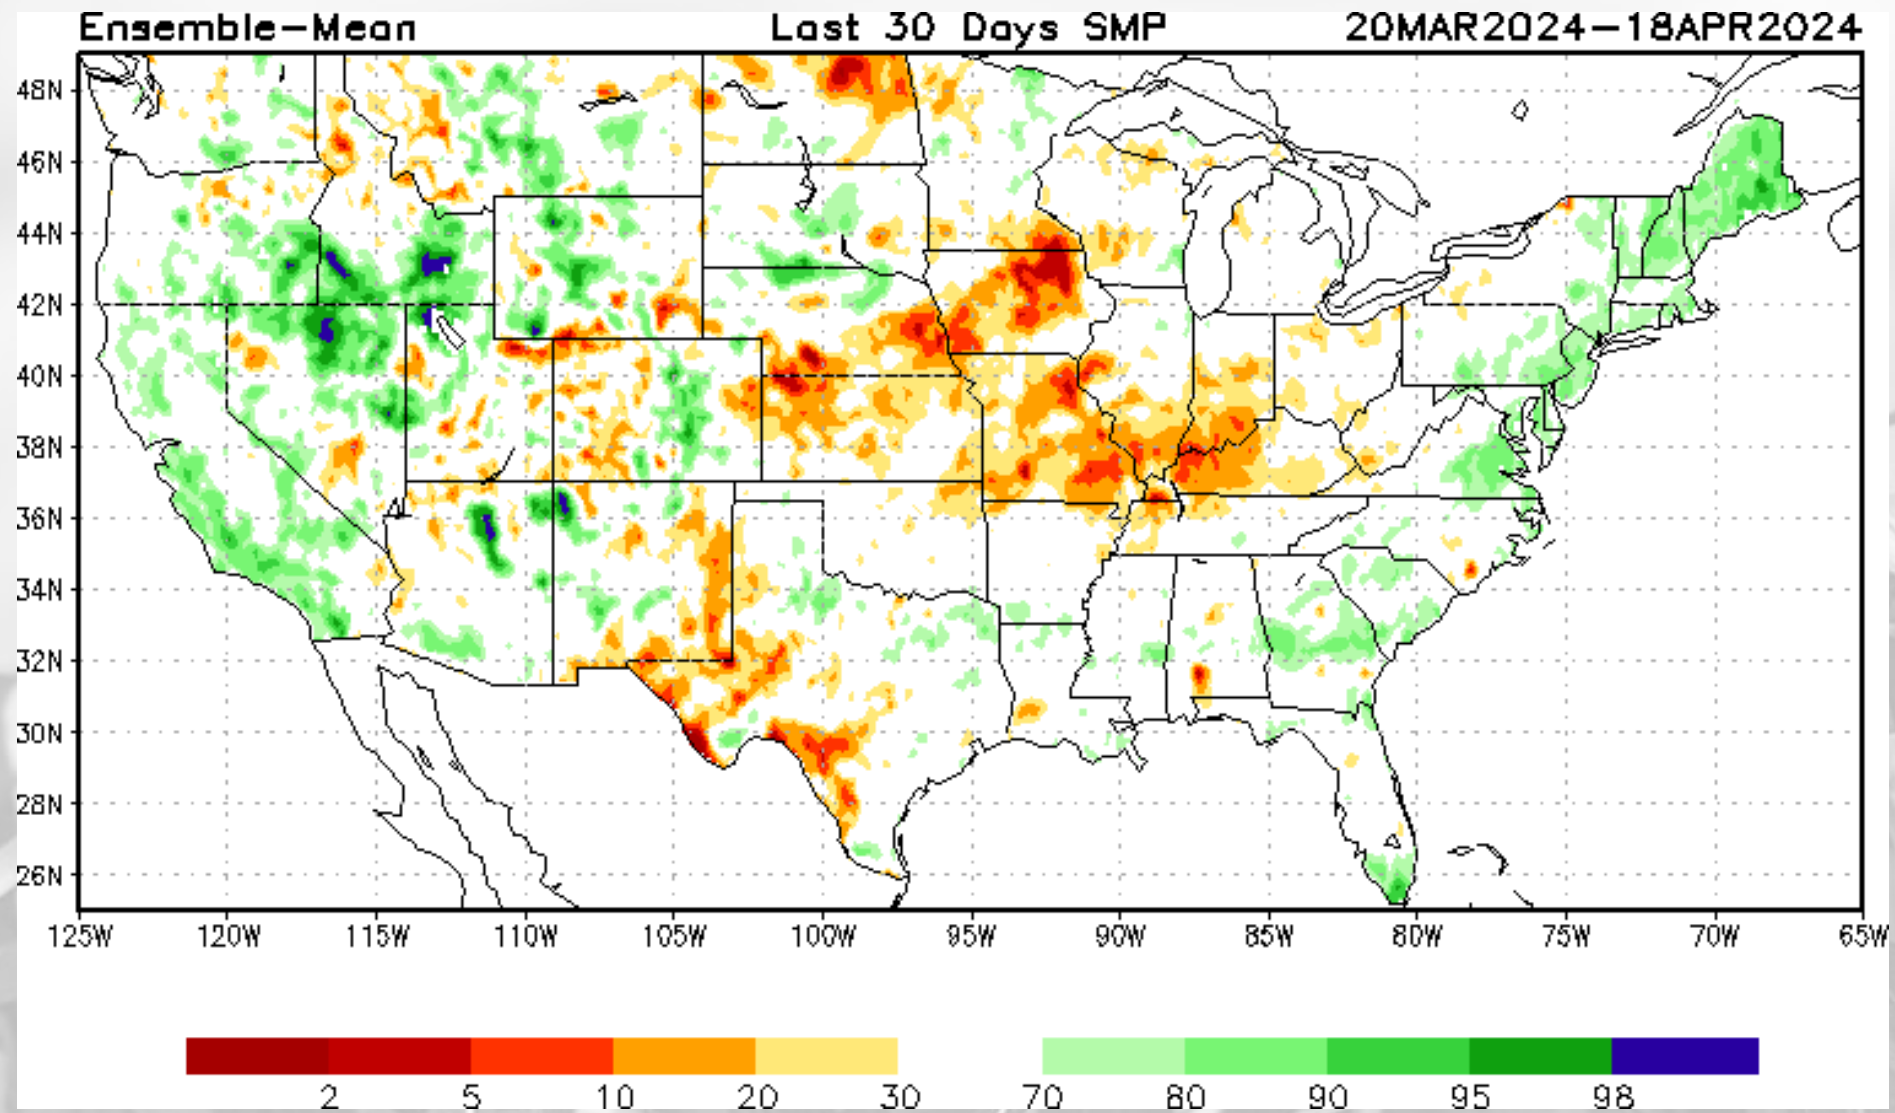 Ensemble-Mean Last 30 Days SMP 20MAR2024-18APR2024
48N
46N
44N
42N
40N
38N
36N
34N
32N
30N
28N
26N
125W 120W 115W 110W 105W 100W 95W 90W 85W 80W 75W 70W 65W
2 5 10 20 30 70 80 90 95 98